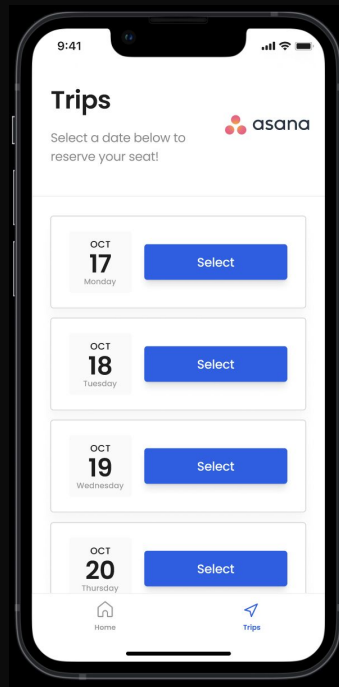 9:41
Trips
asana
Select a date below to
reserve your seat!
OCT
17
Monday
Select
OCT
18
Tuesday
Select
OCT
19
Wednesday
Select
OCT
20
Thursday
Select
Home
Trips